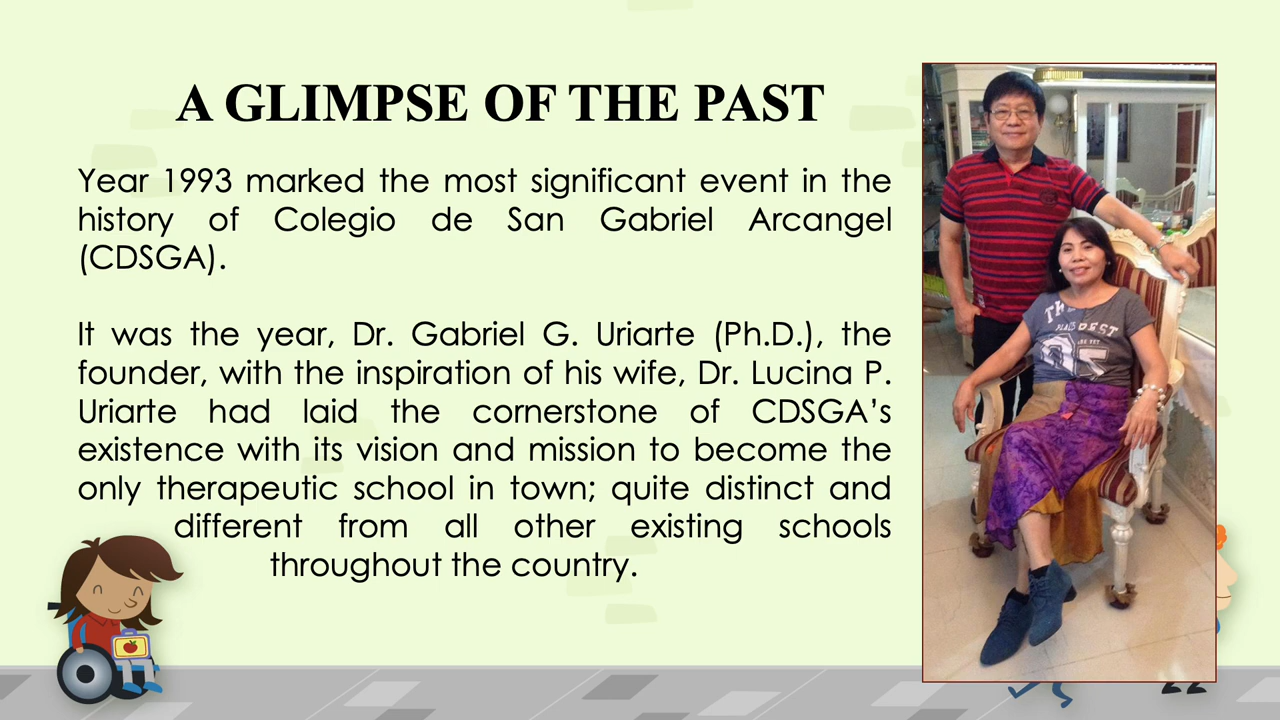 A GLIMPSE OF THE PAST
Year 1993 marked the most significant event in the
history of Colegio de San Gabriel Arcangel
(CDSGA).
It was the year, Dr. Gabriel G. Uriarte (Ph.D.), the
founder, with the inspiration of his wife, Dr. Lucina P.
Uriarte had laid the cornerstone of CDSGA’s
existence with its vision and mission to become the
only therapeutic school in town; quite distinct and
different from all other existing schools
throughout the country.